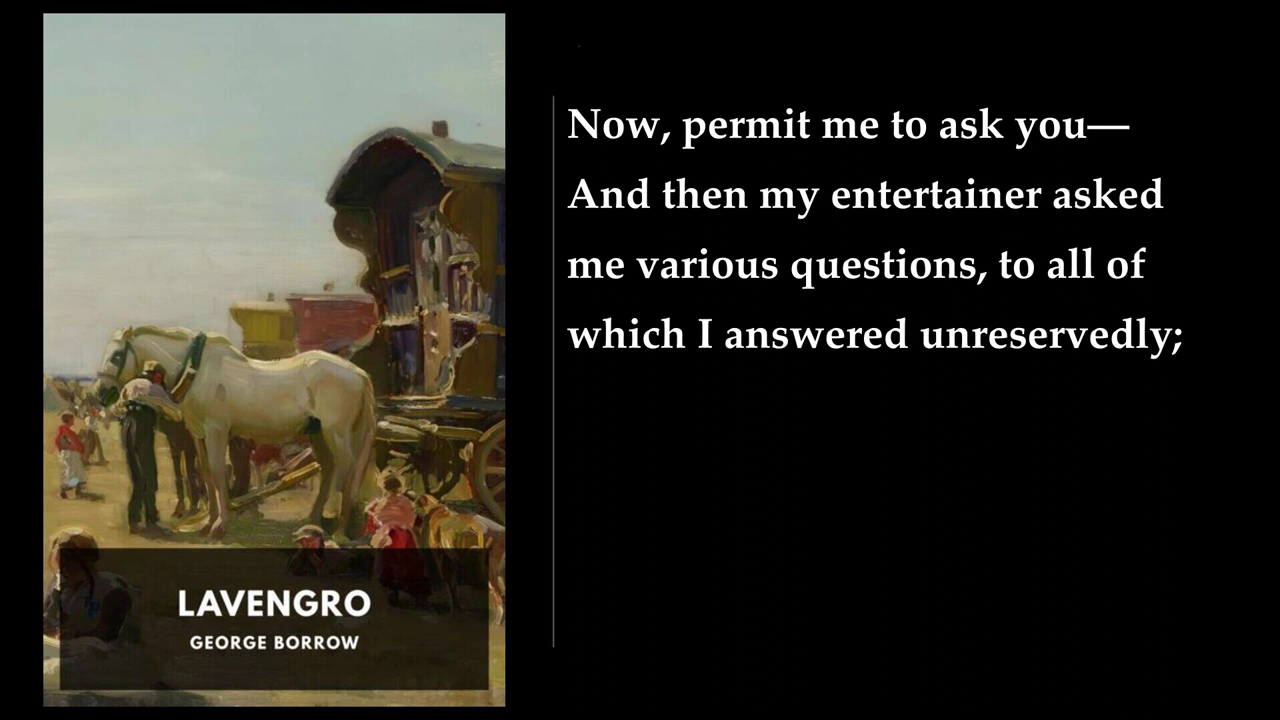 LAVENGRO
GEORGE BORROW
Now, permit me to ask you—
And then my entertainer asked
me various questions, to all of
which I answered unreservedly;